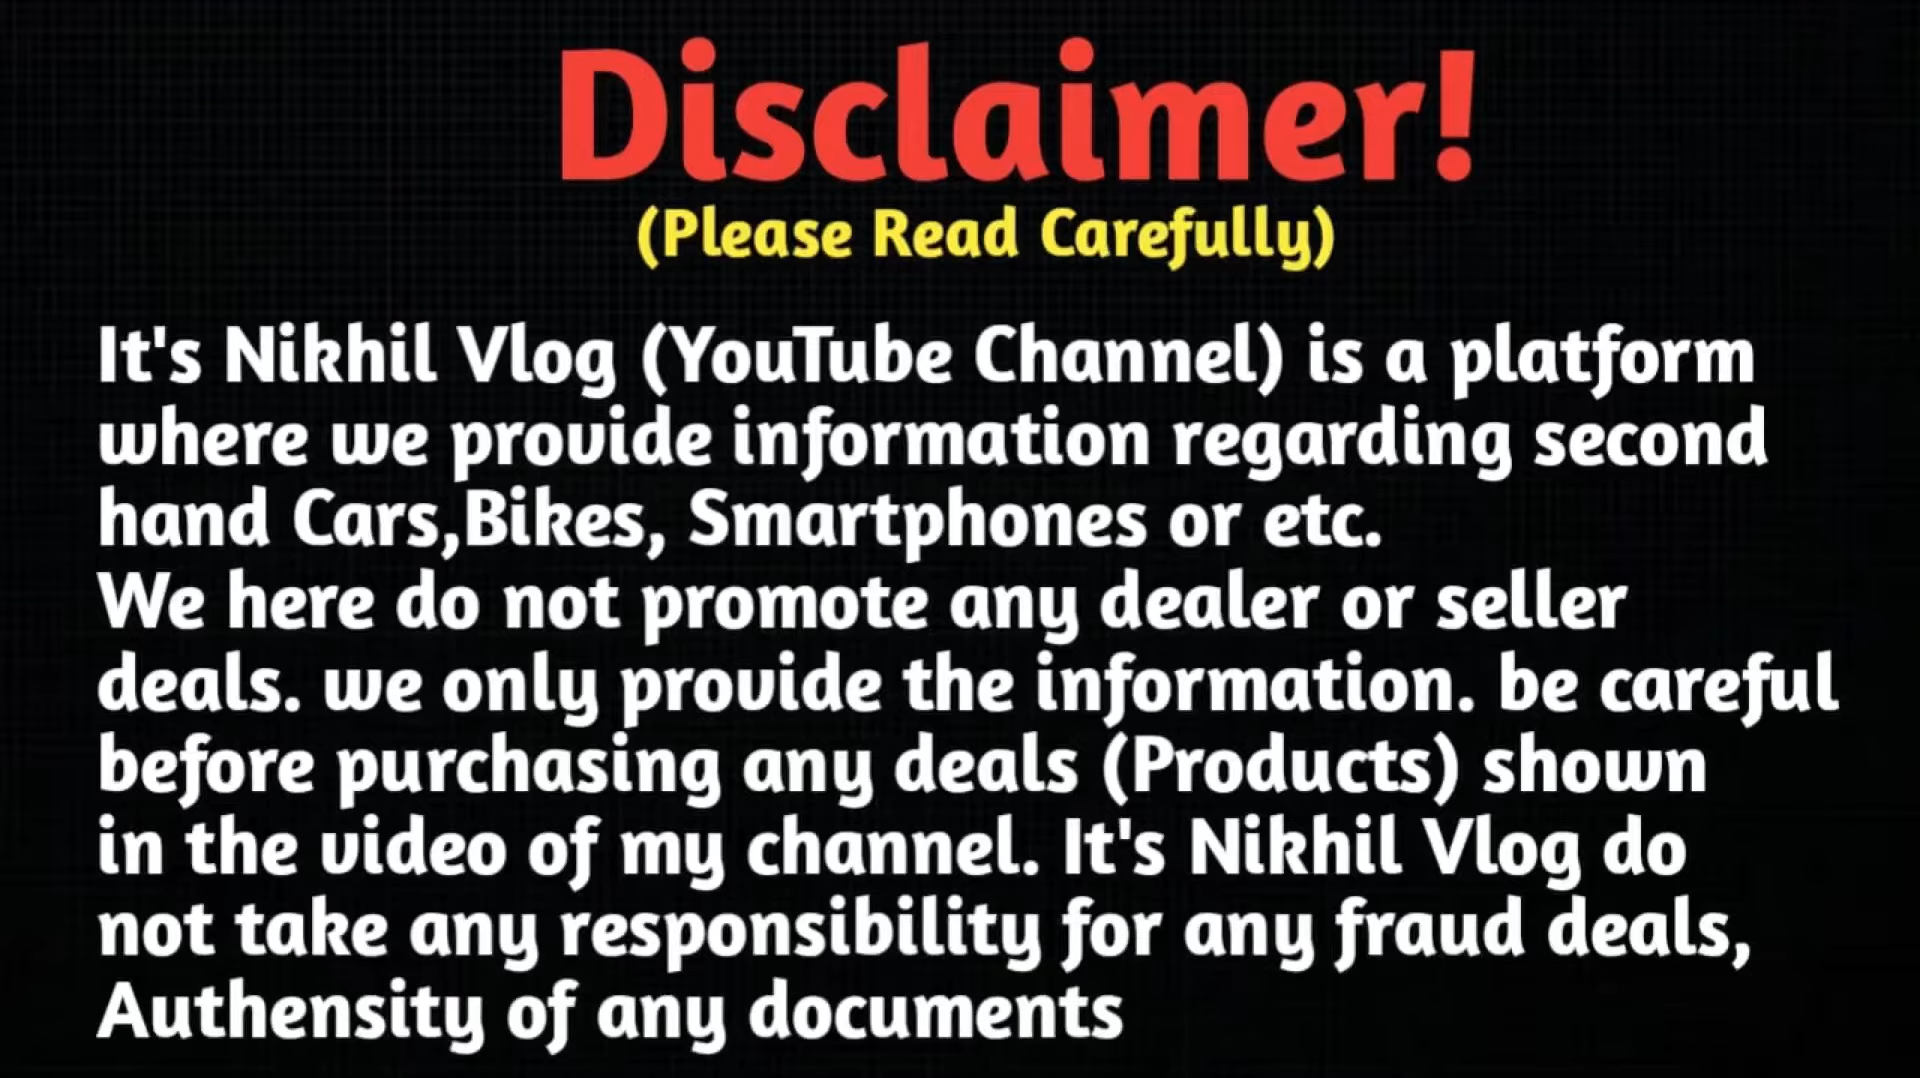 Disclaimer!
(Please Read Carefully)
It's Nikhil Vlog (YouTube Channel) is a platform
where we provide information regarding second
hand Cars,Bikes, Smartphones or etc.
We here do not promote any dealer or seller
deals. we only provide the information. be careful
before purchasing any deals (Products) shown
in the video of my channel. It's Nikhil Vlog do
not take any responsibility for any fraud deals,
Authensity of any documents